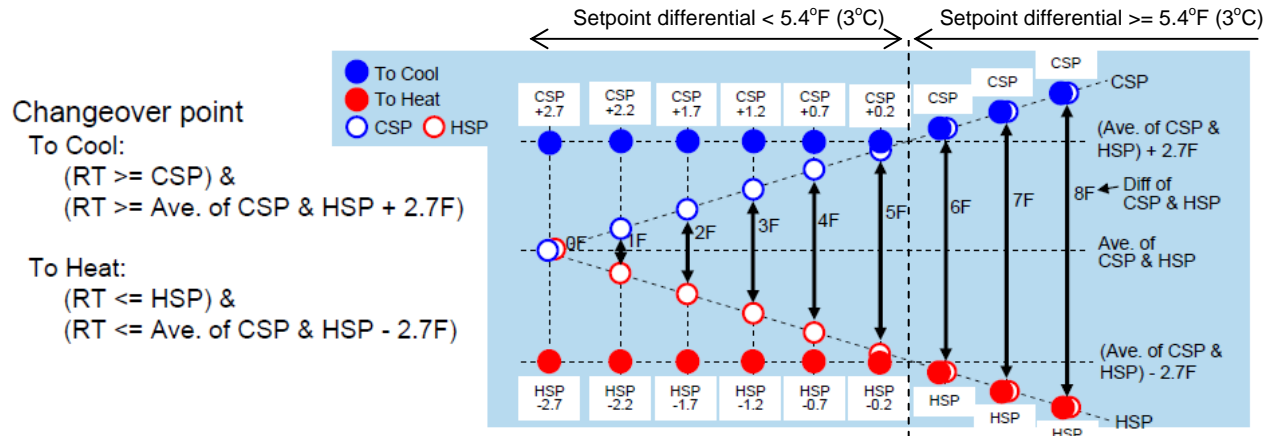 Setpoint differential < 5.4°F (3°C)
Setpoint differential >= 5.4°F (3°C)
Changeover point
To Cool:
(RT >= CSP) &
(RT >= Ave. of CSP & HSP + 2.7F)
To Heat:
(RT <= HSP) &
(RT <= Ave. of CSP & HSP - 2.7F)
To Cool
To Heat
CSP
HSP
CSP
+2.7
CSP
+2.2
CSP
+1.7
CSP
+1.2
CSP
+0.7
CSP
+0.2
CSP
CSP
CSP
CSP
(Ave. of CSP &
HSP) + 2.7F
0F
1F
2F
3F
4F
5F
6F
7F
8F
Diff of
CSP & HSP
Ave. of
CSP & HSP
(Ave. of CSP &
HSP) - 2.7F
HSP
-2.7
HSP
-2.2
HSP
-1.7
HSP
-1.2
HSP
-0.7
HSP
-0.2
HSP
HSP
HSP
HSP